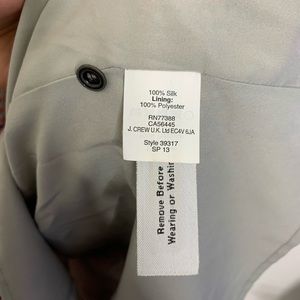 100% Silk
Lining:
100% Polyester
RN77388
CA56445
J. CREW U.K. Ltd EC4V 6JA
Style 39317
SP 13
Remove Before
Wearing or Washing